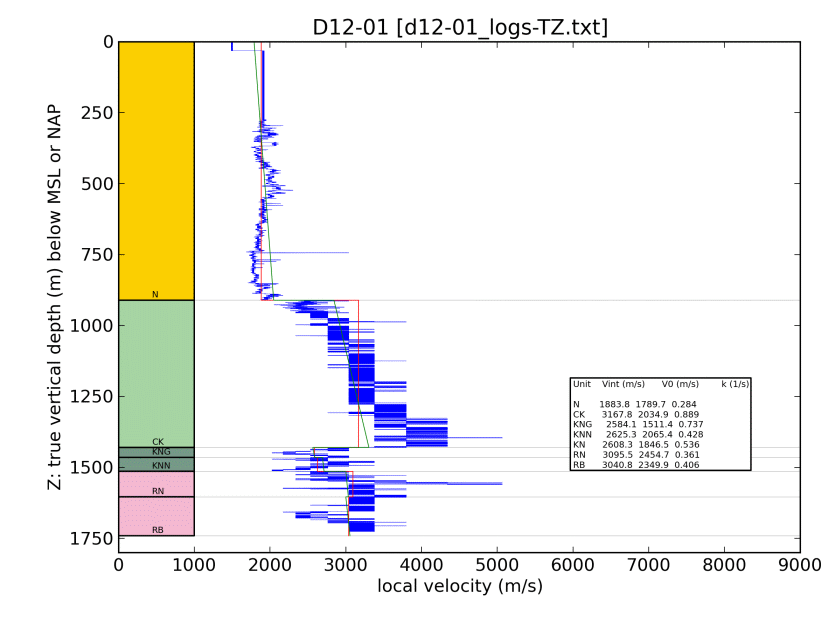 D12-01 [d12-01_logs-TZ.txt]
Z: true vertical depth (m) below MSL or NAP
0
250
500
750
1000
1250
1500
1750
N
CK
KNG
KNN
RN
RB
Unit Vint (m/s) V0 (m/s) k (1/s)
N 1883.8 1789.7 0.284
CK 3167.8 2034.9 0.889
KNG 2584.1 1511.4 0.737
KNN 2625.3 2065.4 0.428
KN 2608.3 1846.5 0.536
RN 3095.5 2454.7 0.361
RB 3040.8 2349.9 0.406
0 1000 2000 3000 4000 5000 6000 7000 8000 9000
local velocity (m/s)